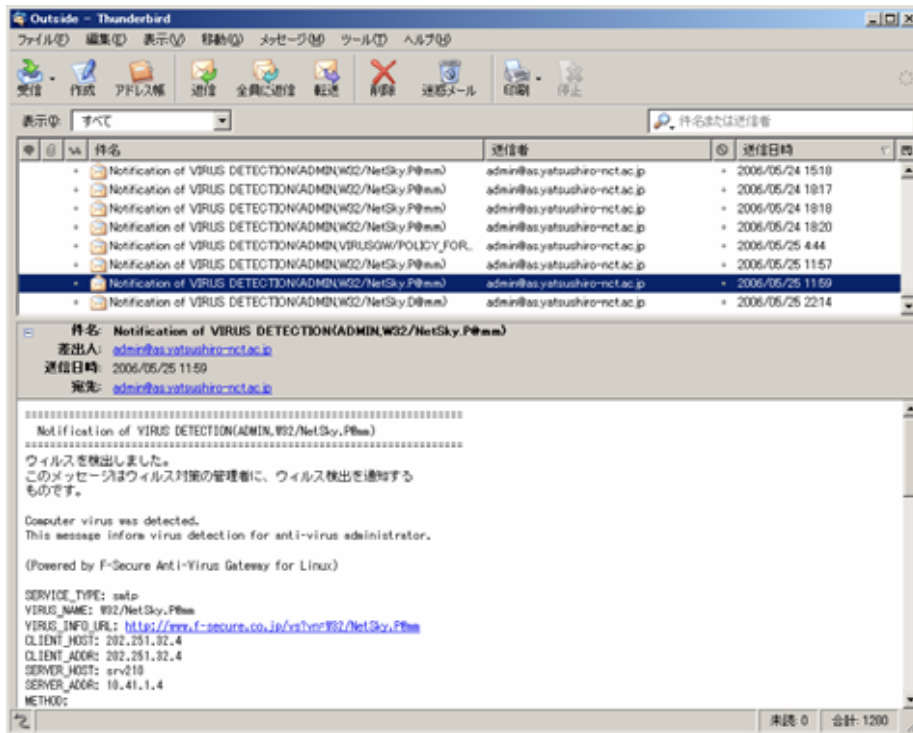 Outside - Thunderbird
ファイル(F) 編集(E) 表示(V) 移動(G) メッセージ(M) ツール(T) ヘルプ(H)
受信 作成 アドレス帳 返信 全員に返信 転送 削除 迷惑メール 印刷 停止
表示(I): すべて 件名または送信者
件名 送信者 送信日時
Notification of VIRUS DETECTION(ADMIN,W32/NetSky.P@mm) admin@as.yatsushiro-nct.ac.jp 2006/05/24 15:18
Notification of VIRUS DETECTION(ADMIN,W32/NetSky.P@mm) admin@as.yatsushiro-nct.ac.jp 2006/05/24 18:17
Notification of VIRUS DETECTION(ADMIN,W32/NetSky.P@mm) admin@as.yatsushiro-nct.ac.jp 2006/05/24 18:18
Notification of VIRUS DETECTION(ADMIN,W32/NetSky.P@mm) admin@as.yatsushiro-nct.ac.jp 2006/05/24 18:20
Notification of VIRUS DETECTION(ADMIN,VIRUSGW/POLICY_FOR... admin@as.yatsushiro-nct.ac.jp 2006/05/25 4:44
Notification of VIRUS DETECTION(ADMIN,W32/NetSky.P@mm) admin@as.yatsushiro-nct.ac.jp 2006/05/25 11:57
Notification of VIRUS DETECTION(ADMIN,W32/NetSky.P@mm) admin@as.yatsushiro-nct.ac.jp 2006/05/25 11:59
Notification of VIRUS DETECTION(ADMIN,W32/NetSky.D@mm) admin@as.yatsushiro-nct.ac.jp 2006/05/25 22:14
件名: Notification of VIRUS DETECTION(ADMIN,W32/NetSky.P@mm)
差出人: admin@as.yatsushiro-nct.ac.jp
送信日時: 2006/05/25 11:59
宛先: admin@as.yatsushiro-nct.ac.jp
Notification of VIRUS DETECTION(ADMIN,W32/NetSky.P@mm)
ウィルスを検出しました。
このメッセージはウィルス対策の管理者に、ウィルス検出を通知する
ものです。
Computer virus was detected.
This message inform virus detection for anti-virus administrator.
(Powered by F-Secure Anti-Virus Gateway for Linux)
SERVICE_TYPE: smtp
VIRUS_NAME: W32/NetSky.P@mm
VIRUS_INFO_URL: http://www.f-secure.co.jp/vs?vn=W32/NetSky.P@mm
CLIENT_HOST: 202.251.32.4
CLIENT_ADDR: 202.251.32.4
SERVER_HOST: srv210
SERVER_ADDR: 10.41.1.4
METHOD:
未読: 0 合計: 1280